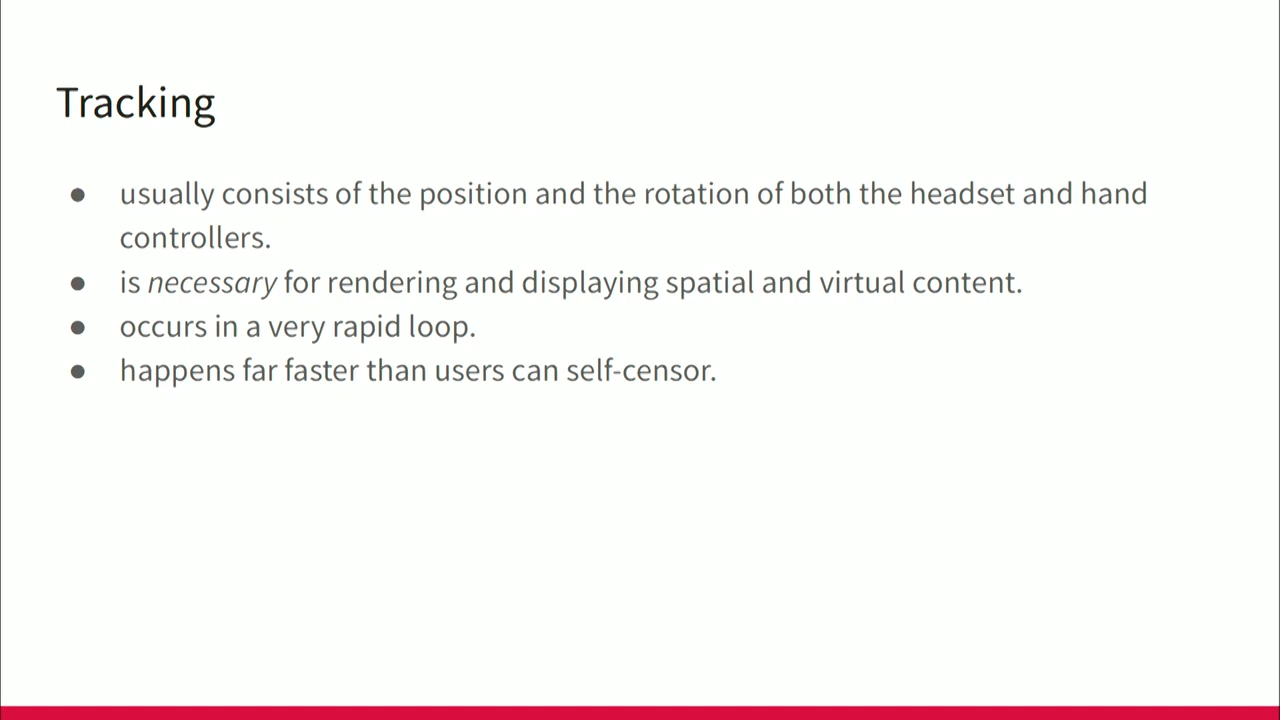 Tracking
● usually consists of the position and the rotation of both the headset and hand
controllers.
● is necessary for rendering and displaying spatial and virtual content.
● occurs in a very rapid loop.
● happens far faster than users can self-censor.